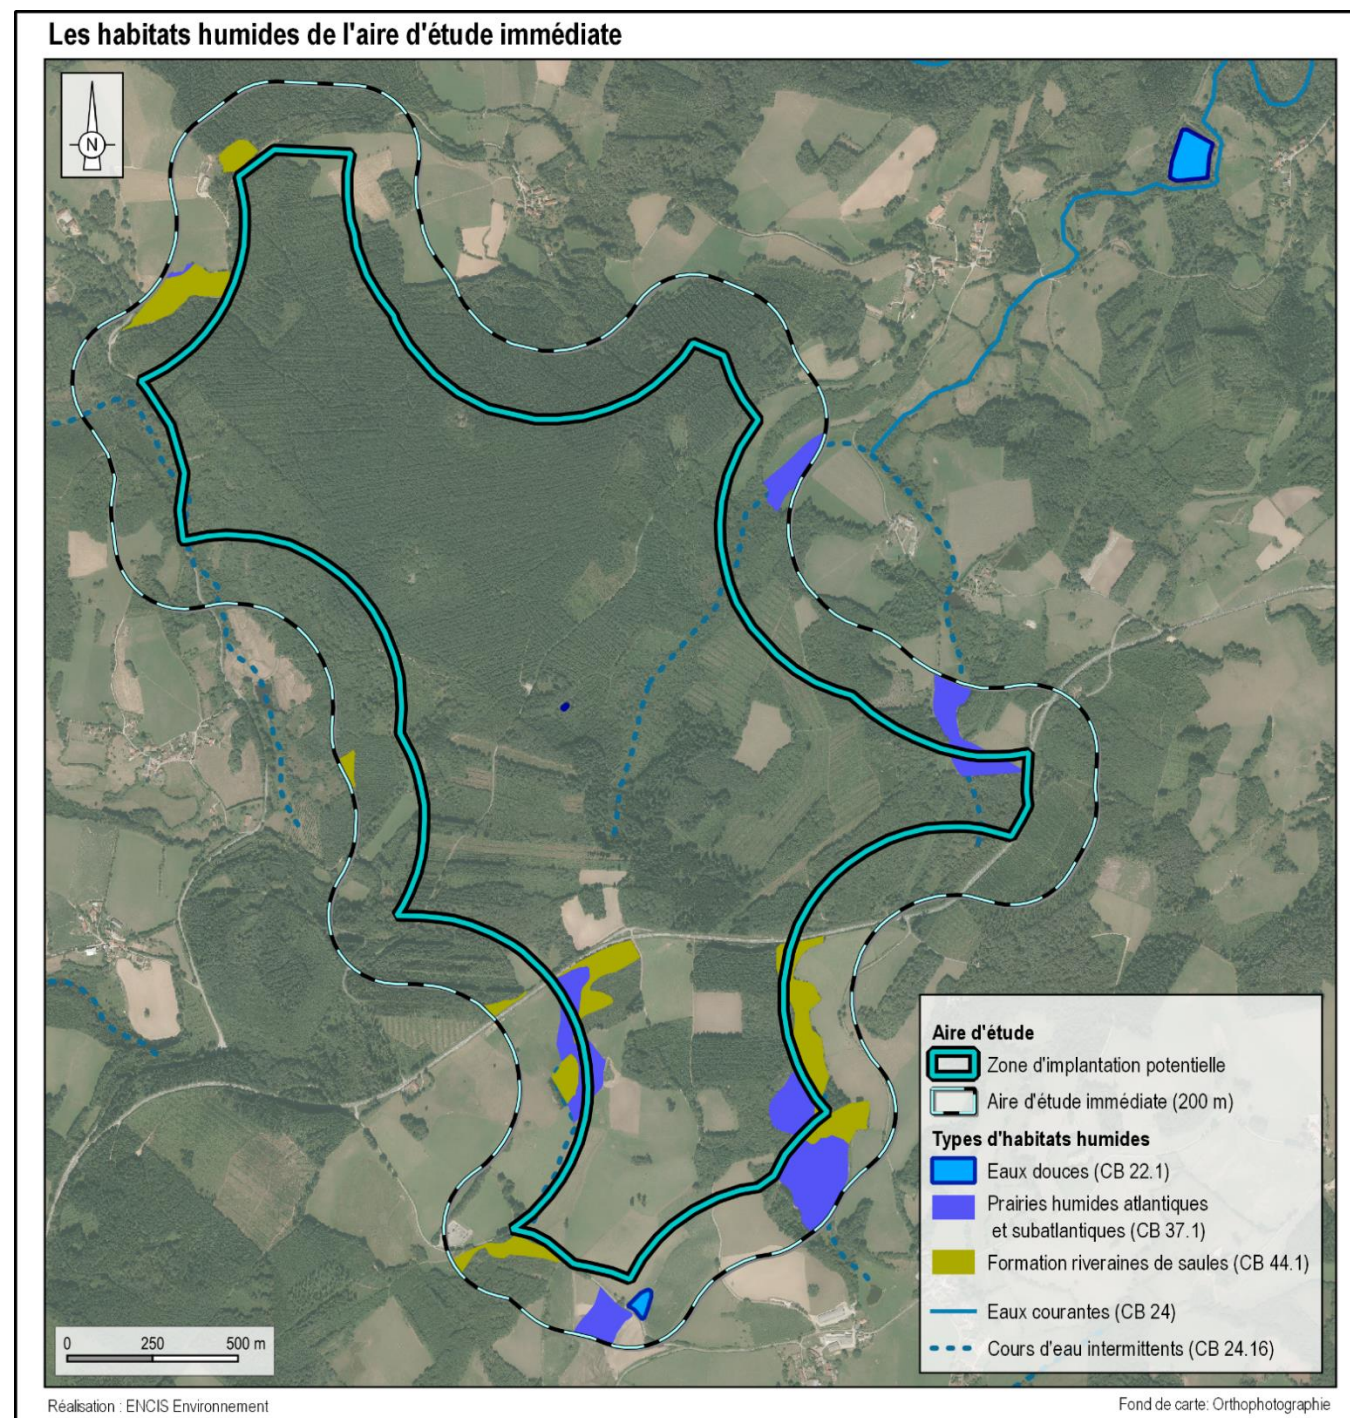 Les habitats humides de l'aire d'étude immédiate
N
Aire d'étude
Zone d'implantation potentielle
Aire d'étude immédiate (200 m)
Types d'habitats humides
Eaux douces (CB 22.1)
Prairies humides atlantiques
et subatlantiques (CB 37.1)
Formation riveraines de saules (CB 44.1)
Eaux courantes (CB 24)
Cours d'eau intermittents (CB 24.16)
0 250 500 m
Réalisation : ENCIS Environnement
Fond de carte: Orthophotographie